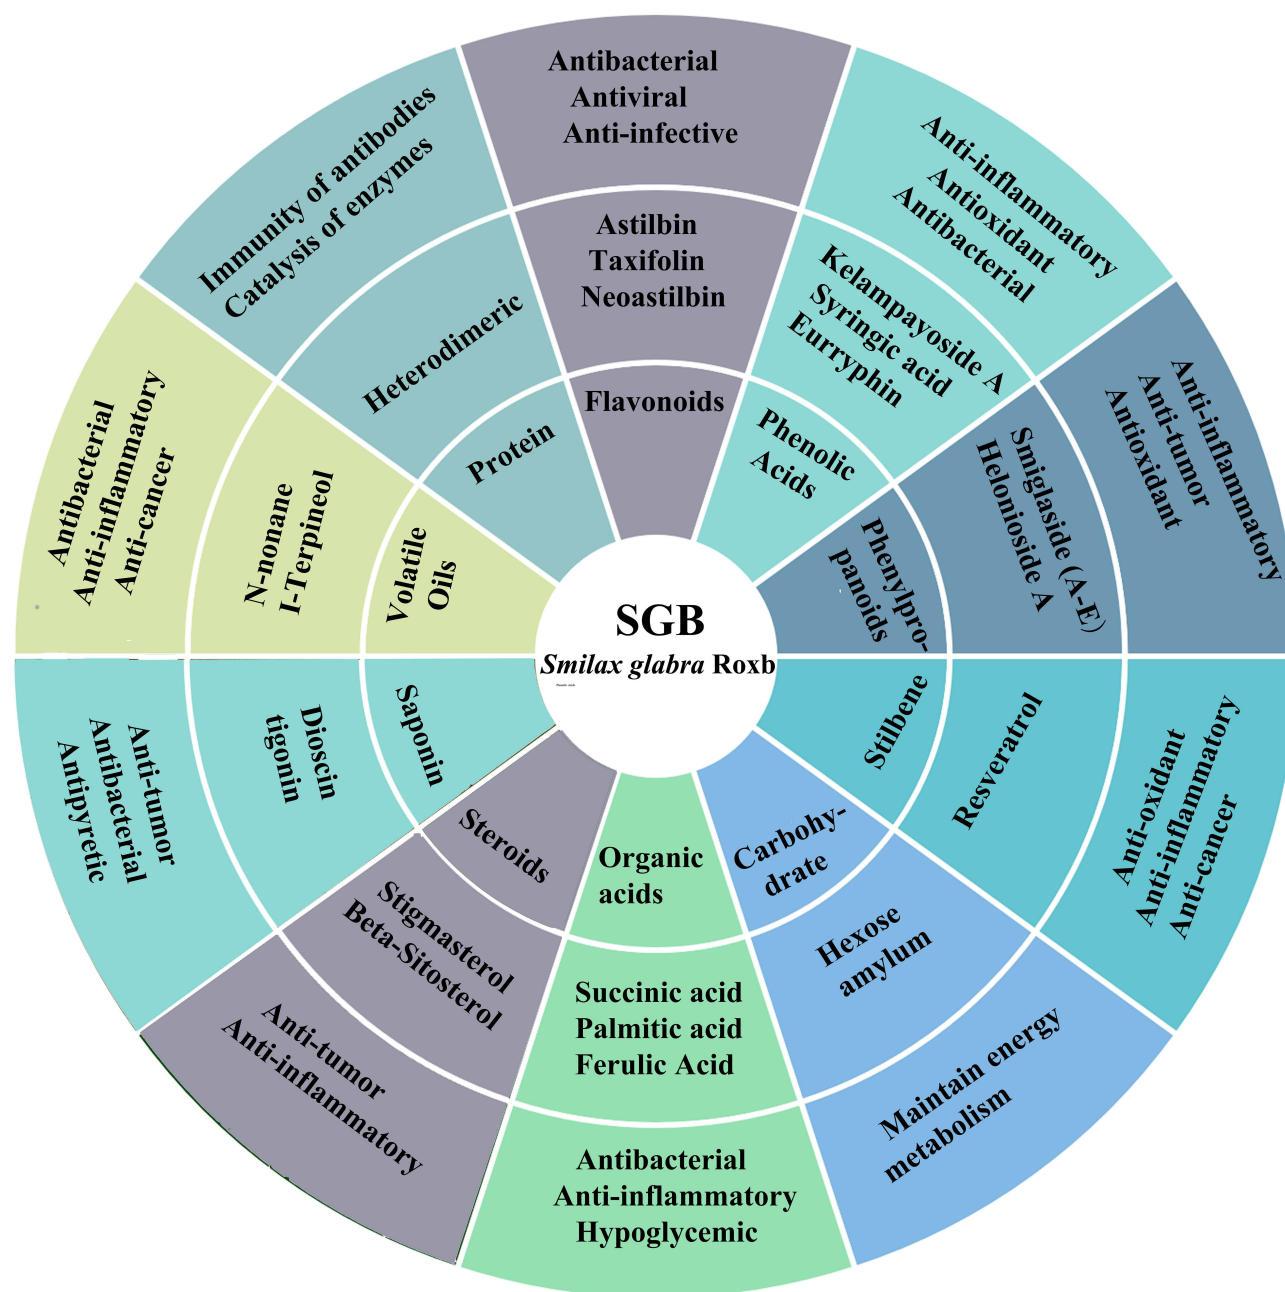 SGB
Smilax glabra Roxb
Flavonoids
Astilbin
Taxifolin
Neoastilbin
Antibacterial
Antiviral
Anti-infective
Phenolic
Acids
Kelampayoside A
Syringic acid
Eurryphin
Anti-inflammatory
Antioxidant
Antibacterial
Phenylpro-
panoids
Smiglaside (A-E)
Helonioside A
Anti-inflammatory
Anti-tumor
Antioxidant
Stilbene
Resveratrol
Anti-oxidant
Anti-inflammatory
Anti-cancer
Carbohy-
drate
Hexose
amylum
Maintain energy
metabolism
Organic
acids
Succinic acid
Palmitic acid
Ferulic Acid
Antibacterial
Anti-inflammatory
Hypoglycemic
Steroids
Stigmasterol
Beta-Sitosterol
Anti-tumor
Anti-inflammatory
Saponin
Dioscin
tigonin
Anti-tumor
Antibacterial
Antipyretic
Volatile
Oils
N-nonane
I-Terpineol
Antibacterial
Anti-inflammatory
Anti-cancer
Protein
Heterodimeric
Immunity of antibodies
Catalysis of enzymes